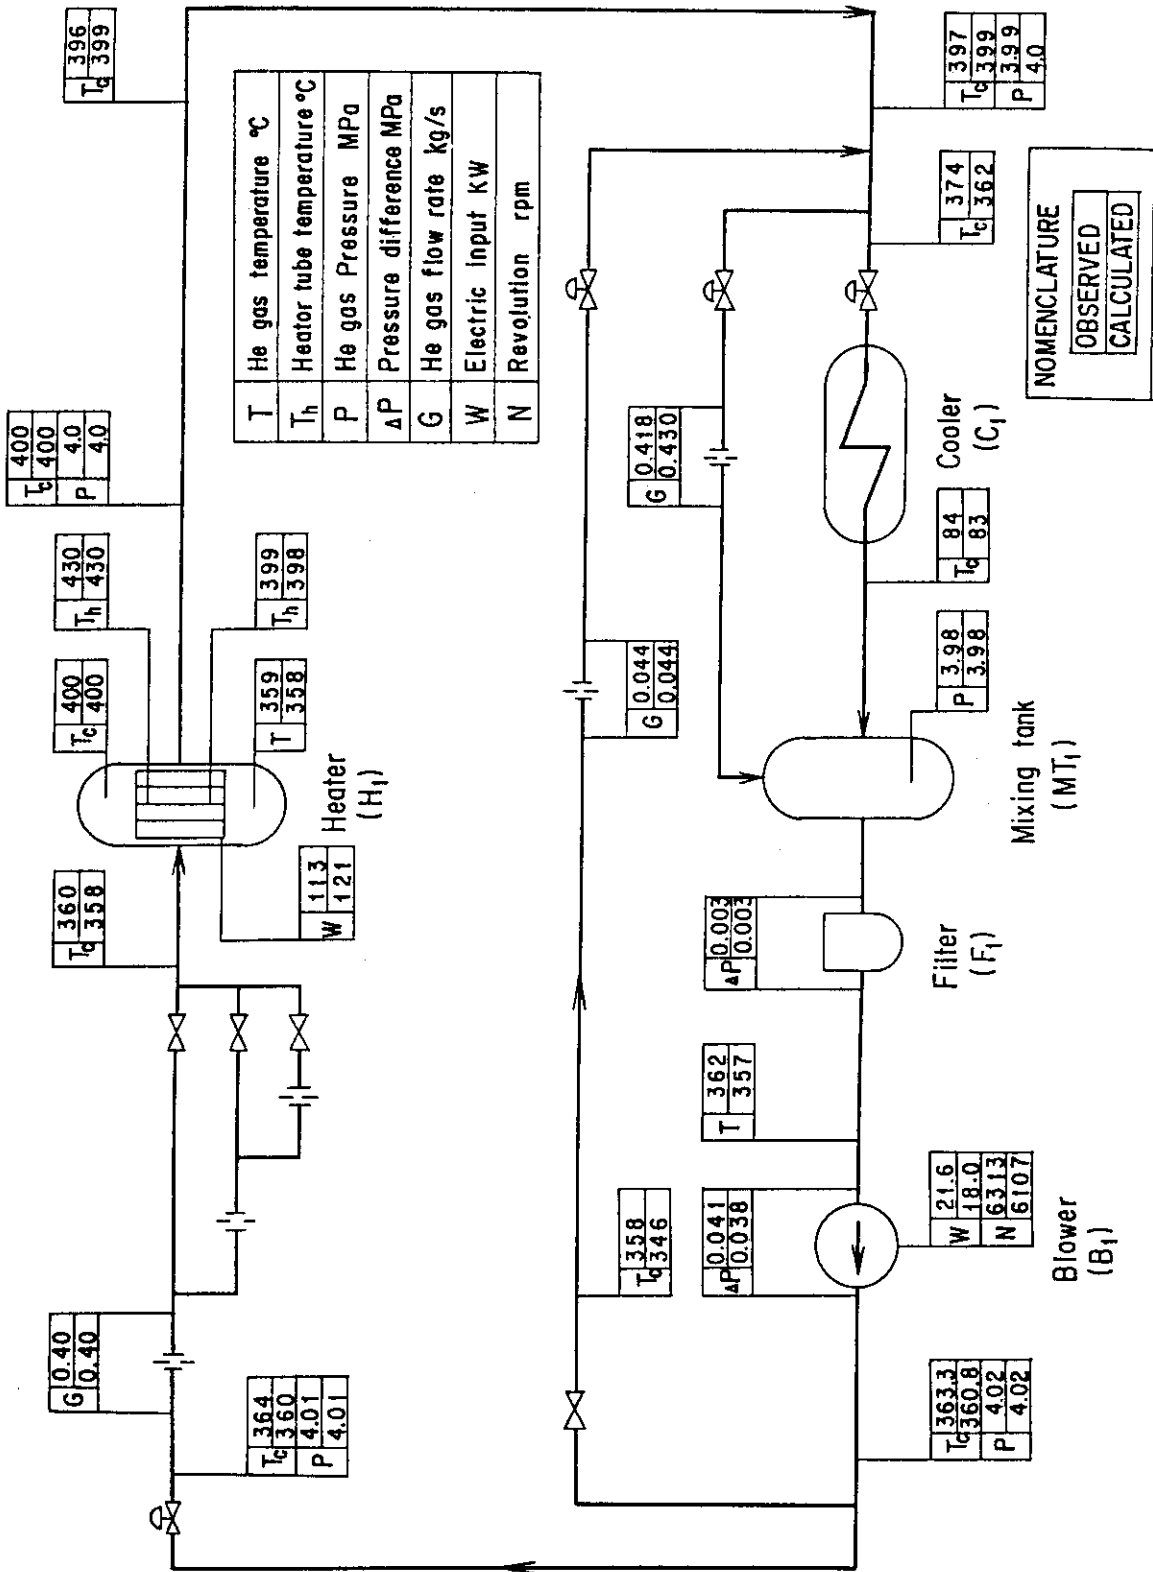 Tc 396
399
Tc 400
400
P 4.0
4.0
Th 430
430
Tc 400
400
Th 399
398
T 359
358
Heater
(H1)
Tc 360
358
W 113
121
G 0.40
0.40
Tc 364
360
P 4.01
4.01
T He gas temperature °C
Th Heator tube temperature °C
P He gas Pressure MPa
ΔP Pressure difference MPa
G He gas flow rate kg/s
W Electric input KW
N Revolution rpm
G 0.044
0.044
G 0.418
0.430
Tc 358
346
Tc 397
399
P 3.99
4.0
Tc 374
362
Cooler
(C1)
Tc 84
83
P 3.98
3.98
Mixing tank
(MT1)
ΔP 0.003
0.003
Filter
(F1)
T 362
357
ΔP 0.041
0.038
W 21.6
18.0
N 6313
6107
Blower
(B1)
Tc 363.3
360.8
P 4.02
4.02
NOMENCLATURE
OBSERVED
CALCULATED